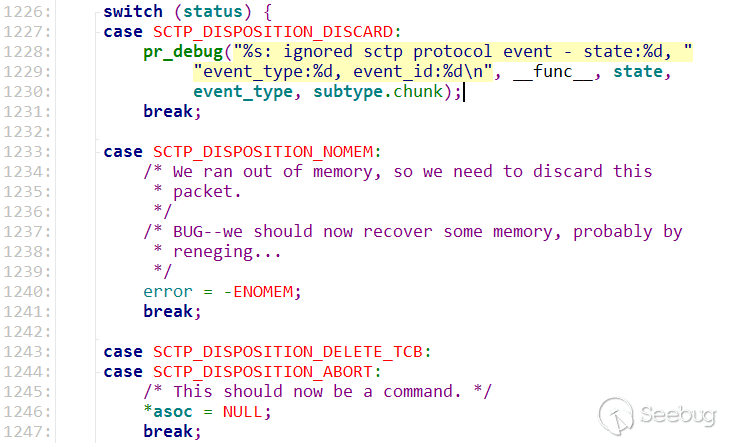 1226: switch (status) {
1227: case SCTP_DISPOSITION_DISCARD:
1228: pr_debug("%s: ignored sctp protocol event - state:%d, "
1229: "event_type:%d, event_id:%d\n", __func__, state,
1230: event_type, subtype.chunk);
1231: break;
1232:
1233: case SCTP_DISPOSITION_NOMEM:
1234: /* We ran out of memory, so we need to discard this
1235: * packet.
1236: */
1237: /* BUG--we should now recover some memory, probably by
1238: * reneging...
1239: */
1240: error = -ENOMEM;
1241: break;
1242:
1243: case SCTP_DISPOSITION_DELETE_TCB:
1244: case SCTP_DISPOSITION_ABORT:
1245: /* This should now be a command. */
1246: *asoc = NULL;
1247: break;
Seebug